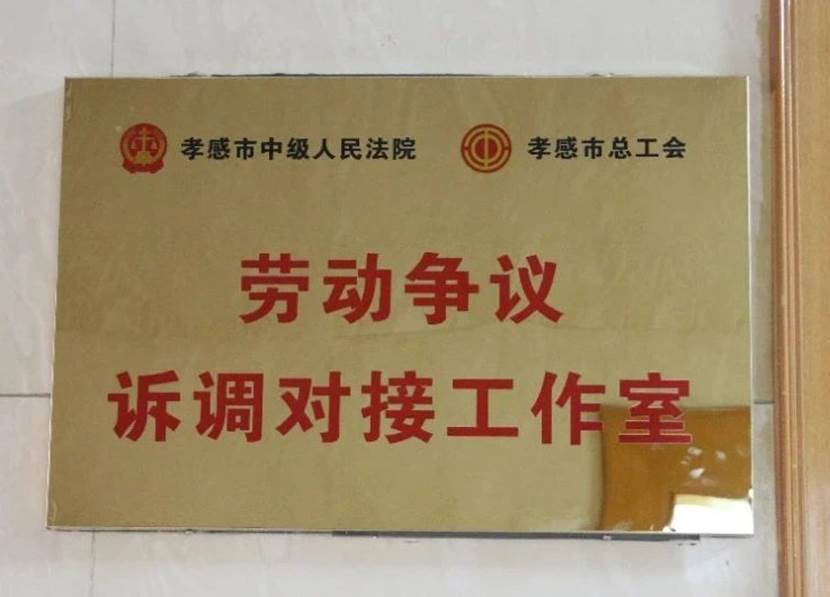 孝感市中级人民法院 孝感市总工会
劳动争议
诉调对接工作室